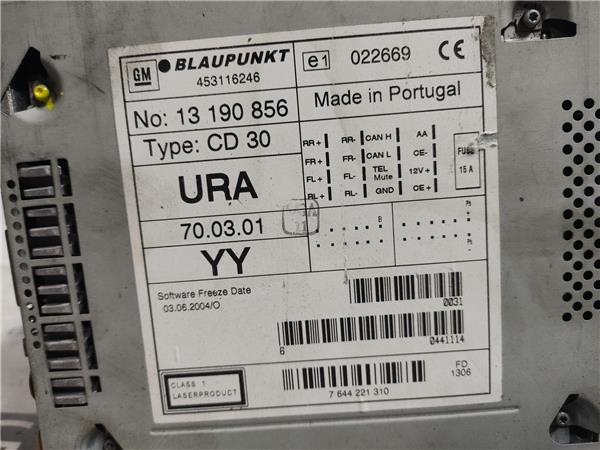 GM BLAUPUNKT
453116246
e1 022669 CE
No: 13 190 856
Made in Portugal
Type: CD 30
RR+ RR- CAN H AA
FR+ FR- CAN L CE-
FL+ FL- TEL Mute 12V+
RL+ RL- GND CE+
FUSE
15 A
URA
70.03.01
B
YY
Software Freeze Date
03.06.2004/O
0031
6 0441114
CLASS 1
LASERPRODUCT
7 644 221 310
FD
1306